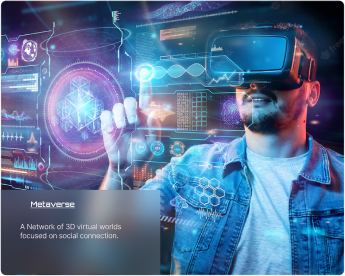 Metaverse
A Network of 3D virtual worlds
focused on social connection.